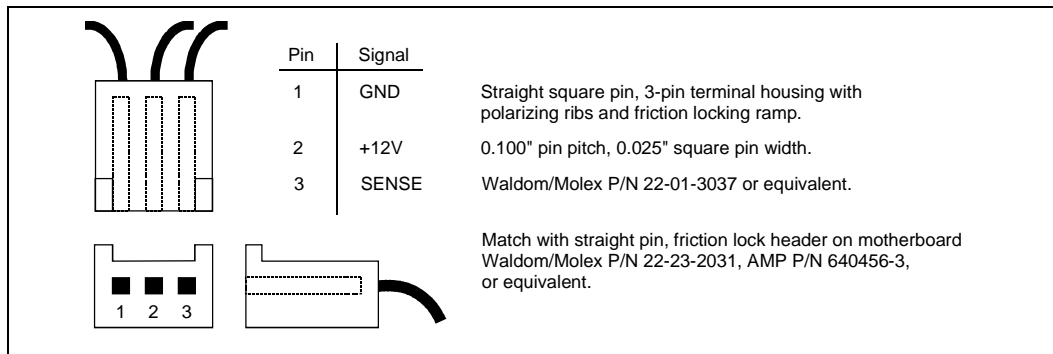 Pin Signal
1 GND Straight square pin, 3-pin terminal housing with
polarizing ribs and friction locking ramp.
2 +12V 0.100" pin pitch, 0.025" square pin width.
3 SENSE Waldom/Molex P/N 22-01-3037 or equivalent.
Match with straight pin, friction lock header on motherboard
Waldom/Molex P/N 22-23-2031, AMP P/N 640456-3,
or equivalent.
1 2 3